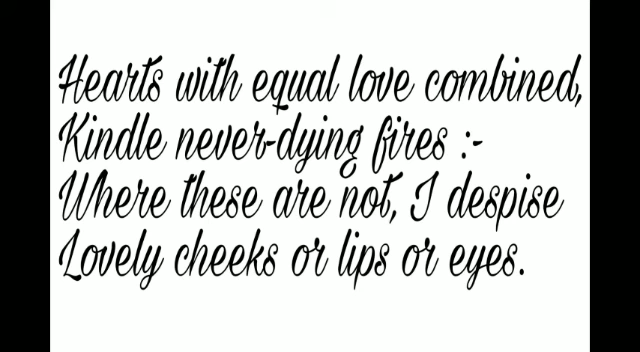 Hearts with equal love combined,
Kindle never-dying fires :-
Where these are not, I despise
Lovely cheeks or lips or eyes.